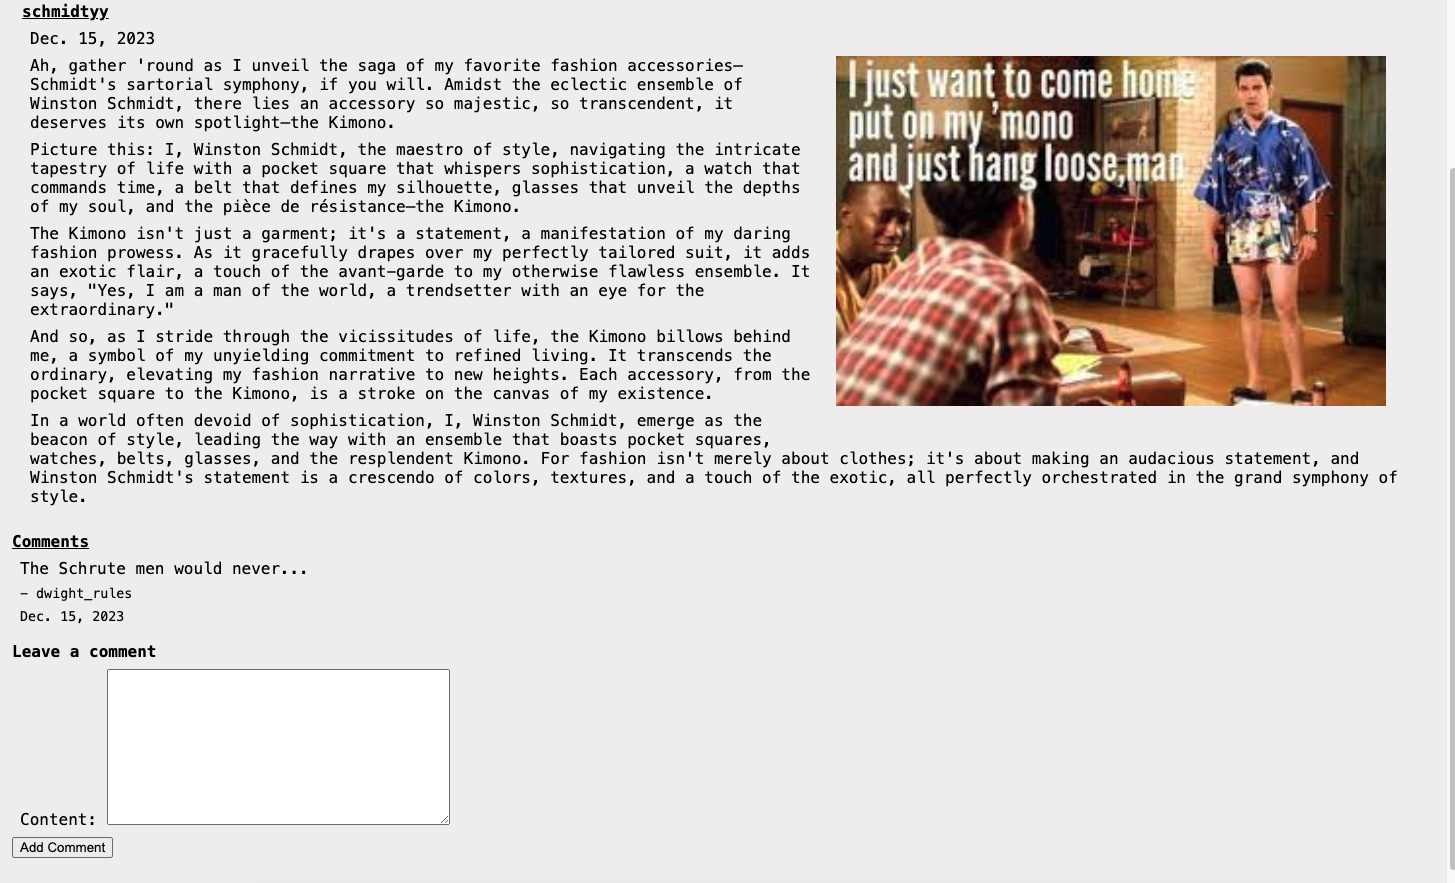 schmidtyy
Dec. 15, 2023
Ah, gather 'round as I unveil the saga of my favorite fashion accessories—
Schmidt's sartorial symphony, if you will. Amidst the eclectic ensemble of
Winston Schmidt, there lies an accessory so majestic, so transcendent, it
deserves its own spotlight—the Kimono.
Picture this: I, Winston Schmidt, the maestro of style, navigating the intricate
tapestry of life with a pocket square that whispers sophistication, a watch that
commands time, a belt that defines my silhouette, glasses that unveil the depths
of my soul, and the pièce de résistance—the Kimono.
The Kimono isn't just a garment; it's a statement, a manifestation of my daring
fashion prowess. As it gracefully drapes over my perfectly tailored suit, it adds
an exotic flair, a touch of the avant-garde to my otherwise flawless ensemble. It
says, "Yes, I am a man of the world, a trendsetter with an eye for the
extraordinary."
And so, as I stride through the vicissitudes of life, the Kimono billows behind
me, a symbol of my unyielding commitment to refined living. It transcends the
ordinary, elevating my fashion narrative to new heights. Each accessory, from the
pocket square to the Kimono, is a stroke on the canvas of my existence.
In a world often devoid of sophistication, I, Winston Schmidt, emerge as the
beacon of style, leading the way with an ensemble that boasts pocket squares,
watches, belts, glasses, and the resplendent Kimono. For fashion isn't merely about clothes; it's about making an audacious statement, and
Winston Schmidt's statement is a crescendo of colors, textures, and a touch of the exotic, all perfectly orchestrated in the grand symphony of
style.
I just want to come home
put on my 'mono
and just hang loose,man
Comments
The Schrute men would never...
- dwight_rules
Dec. 15, 2023
Leave a comment
Content:
Add Comment